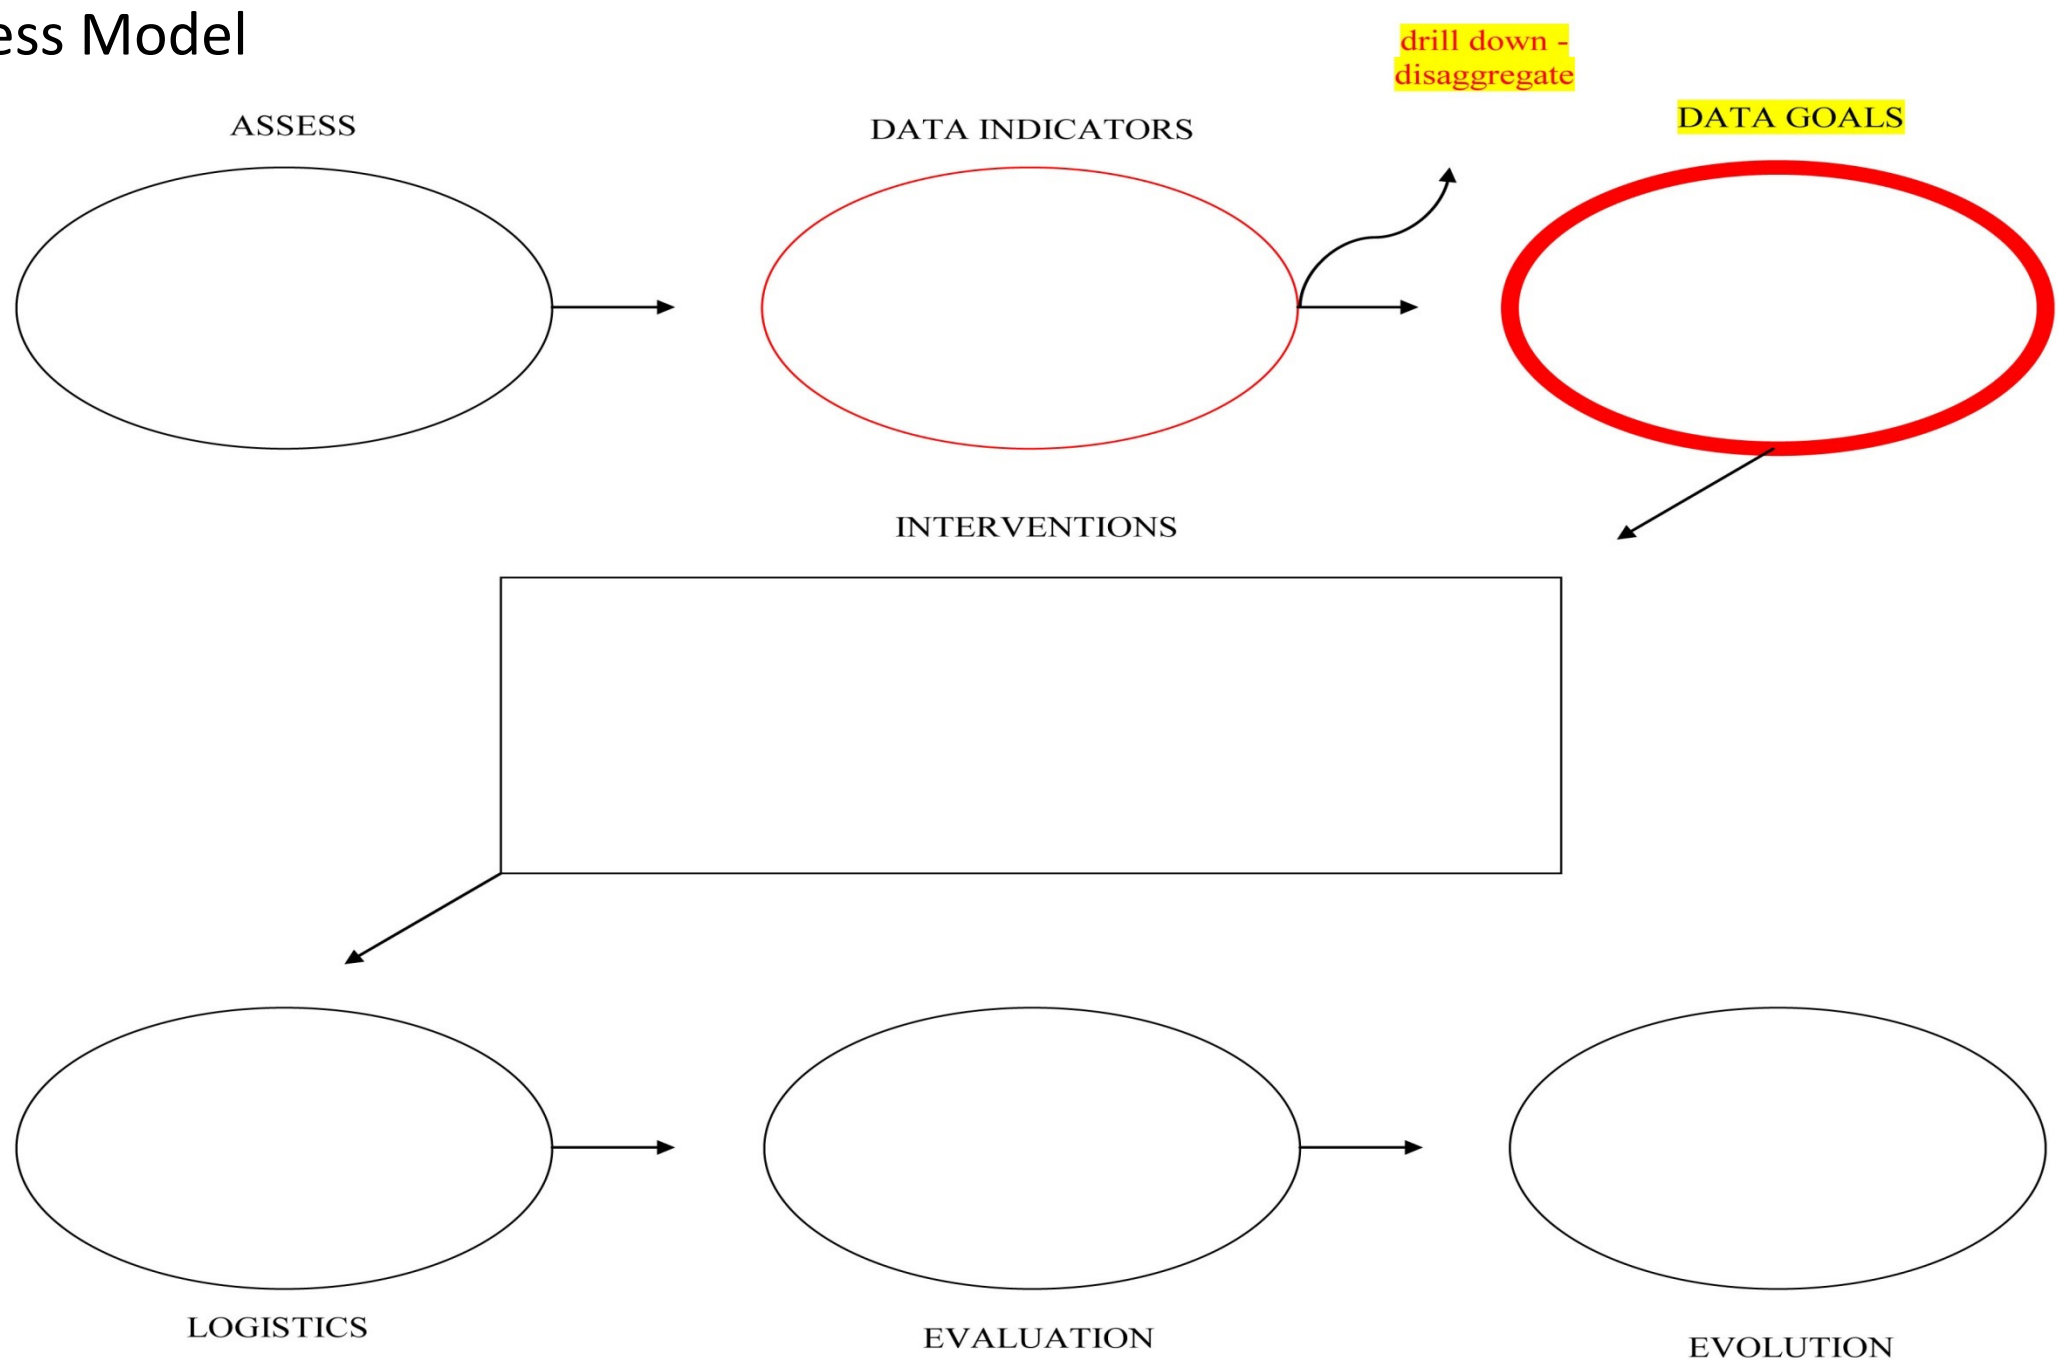 ess Model
drill down -
disaggregate
ASSESS
DATA INDICATORS
DATA GOALS
INTERVENTIONS
LOGISTICS
EVALUATION
EVOLUTION